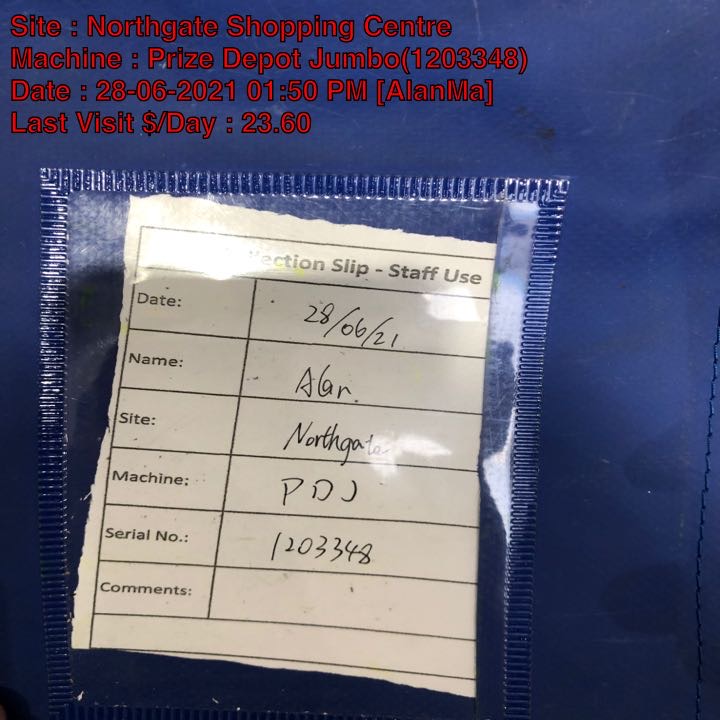 Site : Northgate Shopping Centre
Machine : Prize Depot Jumbo(1203348)
Date : 28-06-2021 01:50 PM [AlanMa]
Last Visit $/Day : 23.60
ection Slip - Staff Use
Date: 28/06/21
Name: Alan
Site: Northgate
Machine: PDJ
Serial No.: 1203348
Comments: